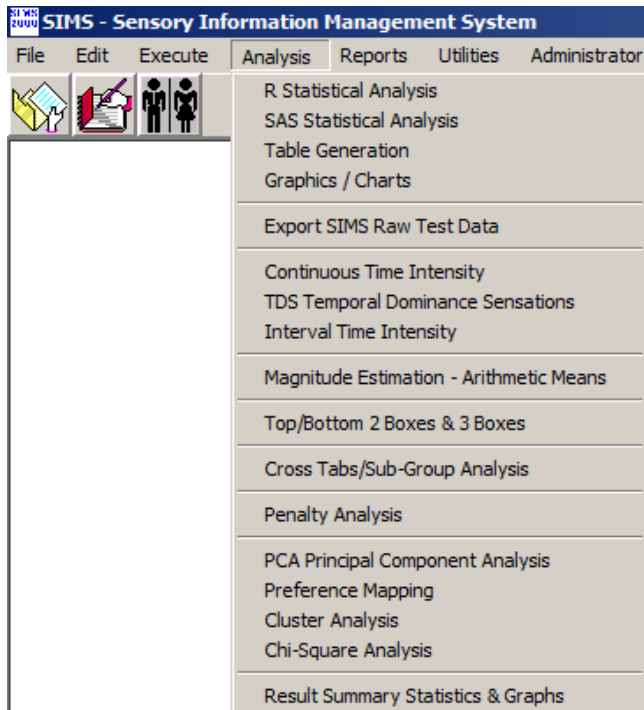 SIMS 2000 SIMS - Sensory Information Management System
File Edit Execute Analysis Reports Utilities Administrator
R Statistical Analysis
SAS Statistical Analysis
Table Generation
Graphics / Charts
Export SIMS Raw Test Data
Continuous Time Intensity
TDS Temporal Dominance Sensations
Interval Time Intensity
Magnitude Estimation - Arithmetic Means
Top/Bottom 2 Boxes & 3 Boxes
Cross Tabs/Sub-Group Analysis
Penalty Analysis
PCA Principal Component Analysis
Preference Mapping
Cluster Analysis
Chi-Square Analysis
Result Summary Statistics & Graphs